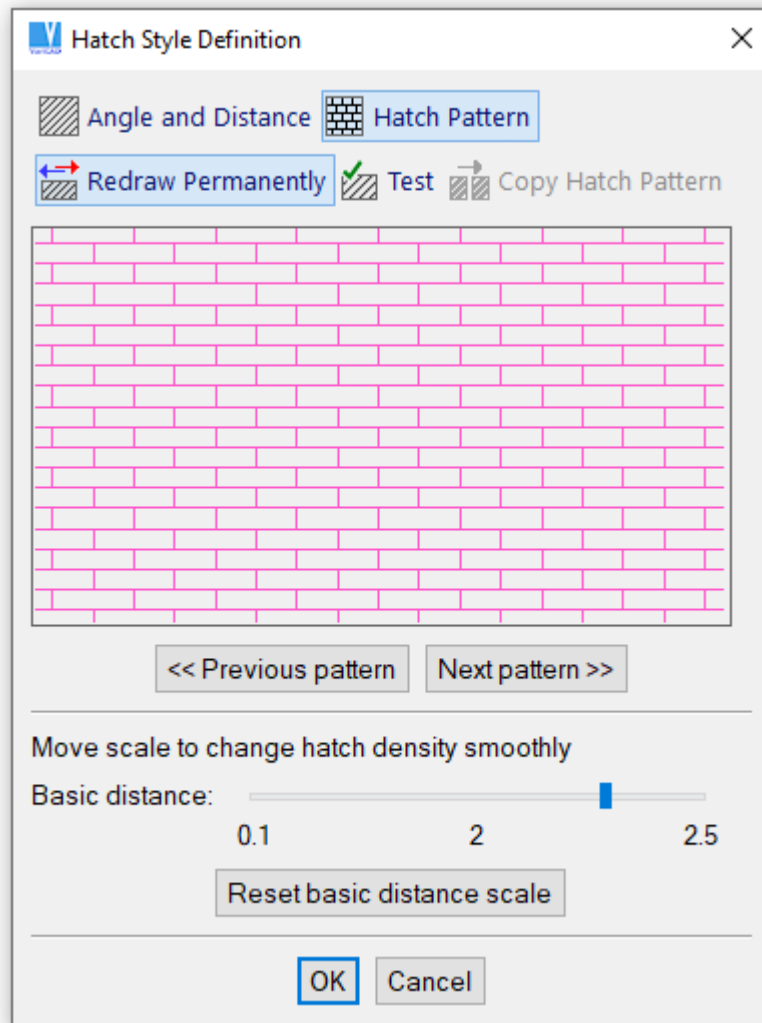 Hatch Style Definition
Angle and Distance Hatch Pattern
Redraw Permanently Test Copy Hatch Pattern
<< Previous pattern Next pattern >>
Move scale to change hatch density smoothly
Basic distance:
0.1 2 2.5
Reset basic distance scale
OK Cancel